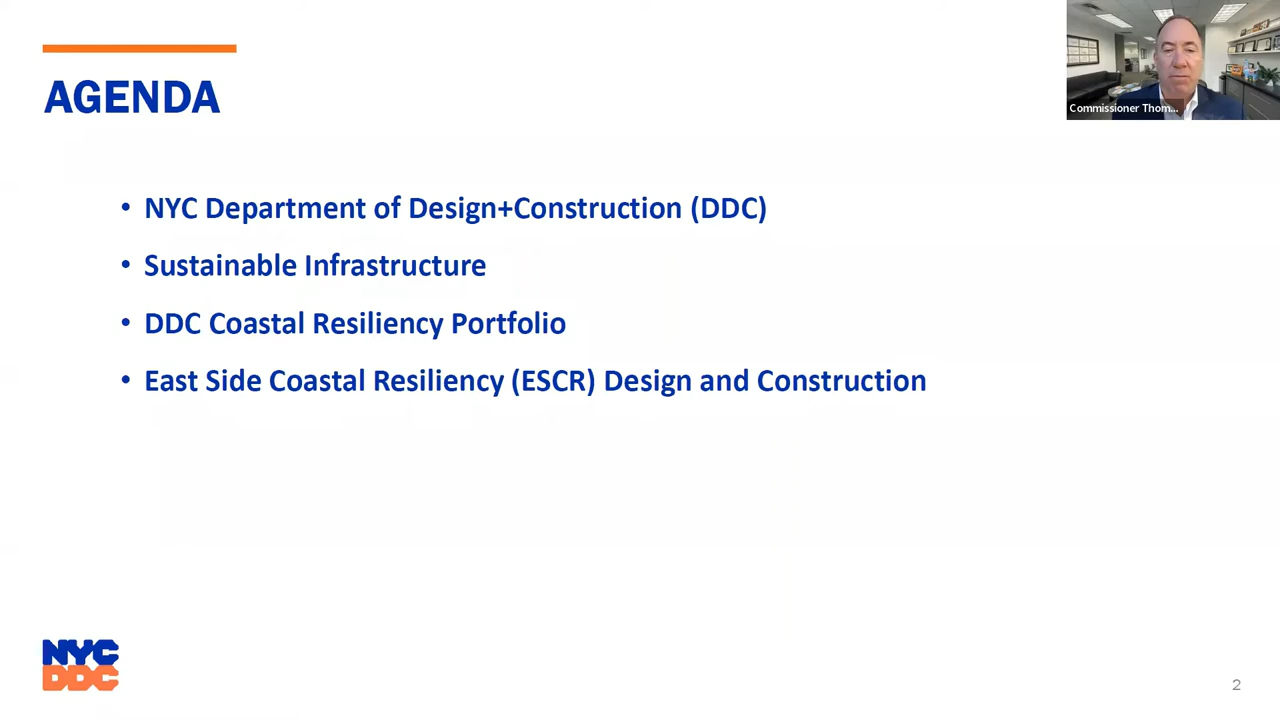 AGENDA
Commissioner Thom...
• NYC Department of Design+Construction (DDC)
• Sustainable Infrastructure
• DDC Coastal Resiliency Portfolio
• East Side Coastal Resiliency (ESCR) Design and Construction
NYC
DDC
2